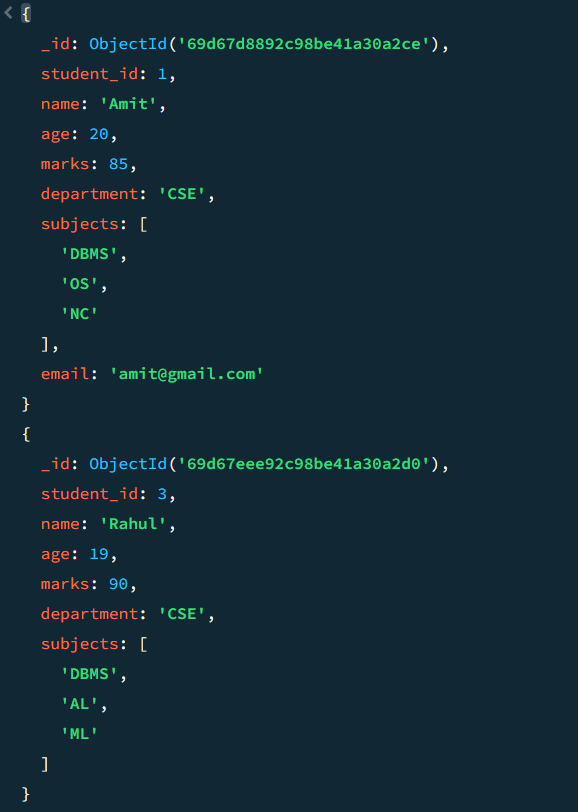 {
  _id: ObjectId('69d67d8892c98be41a30a2ce'),
  student_id: 1,
  name: 'Amit',
  age: 20,
  marks: 85,
  department: 'CSE',
  subjects: [
    'DBMS',
    'OS',
    'NC'
  ],
  email: 'amit@gmail.com'
}
{
  _id: ObjectId('69d67eee92c98be41a30a2d0'),
  student_id: 3,
  name: 'Rahul',
  age: 19,
  marks: 90,
  department: 'CSE',
  subjects: [
    'DBMS',
    'AL',
    'ML'
  ]
}